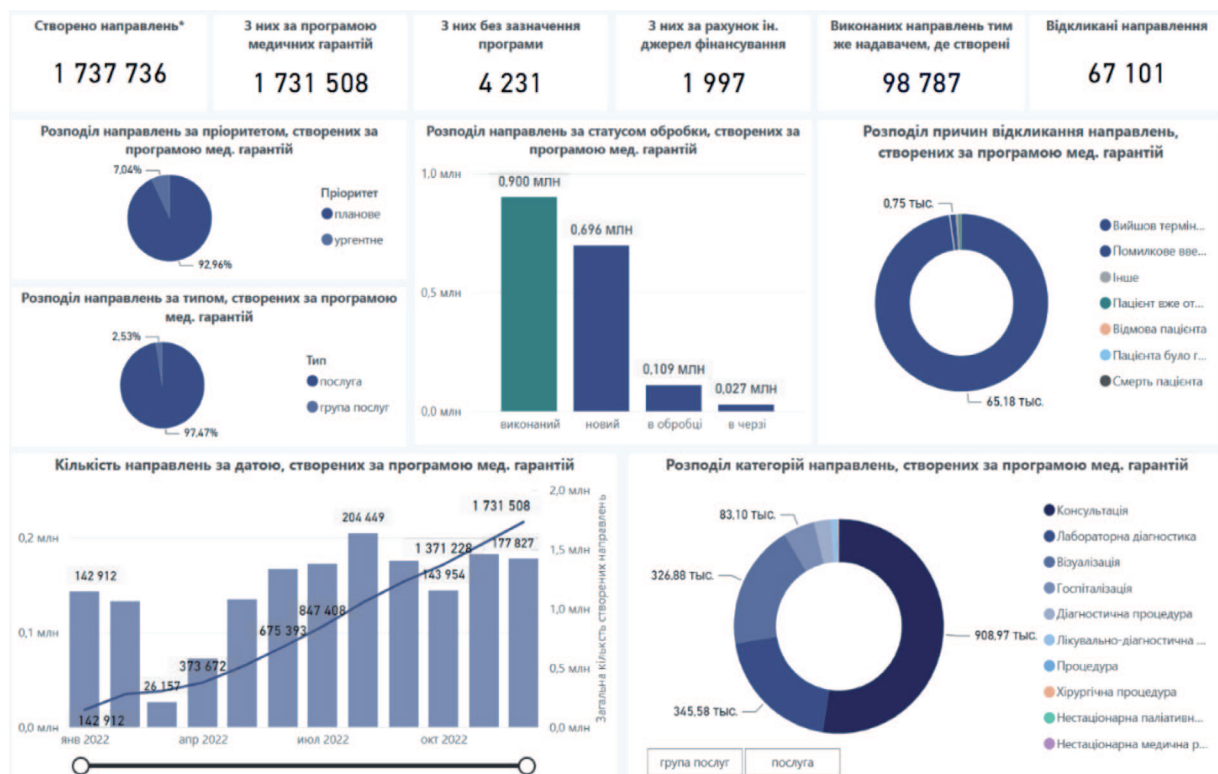 Створено направлень*
1 737 736
З них за програмою
медичних гарантій
1 731 508
З них без зазначення
програми
4 231
З них за рахунок ін.
джерел фінансування
1 997
Виконаних направлень тим
же надавачем, де створені
98 787
Відкликані направлення
67 101
Розподіл направлень за пріоритетом, створених за
програмою мед. гарантій
7,04%
92,96%
Пріоритет
планове
ургентне
Розподіл направлень за типом, створених за програмою
мед. гарантій
2,53%
97,47%
Тип
послуга
група послуг
Розподіл направлень за статусом обробки, створених за
програмою мед. гарантій
1,0 млн
0,5 млн
0,0 млн
0,900 МЛН
0,696 МЛН
0,109 МЛН
0,027 МЛН
виконаний
новий
в обробці
в черзі
Розподіл причин відкликання направлень,
створених за програмою мед. гарантій
0,75 ТЫС.
65,18 ТЫС.
Вийшов термін...
Помилкове вве...
Інше
Пацієнт вже от...
Відмова пацієнта
Пацієнта було г...
Смерть пацієнта
Кількість направлень за датою, створених за програмою мед. гарантій
0,2 млн
0,1 млн
0,0 млн
142 912
142 912
26 157
373 672
675 393
847 408
204 449
1 371 228
143 954
1 731 508
177 827
2,0 млн
1,5 млн
1,0 млн
0,5 млн
0,0 млн
Загальна кількість створених направлень
янв 2022
апр 2022
июл 2022
окт 2022
Розподіл категорій направлень, створених за програмою мед. гарантій
83,10 ТЫС.
326,88 ТЫС.
345,58 ТЫС.
908,97 ТЫС.
Консультація
Лабораторна діагностика
Візуалізація
Госпіталізація
Діагностична процедура
Лікувально-діагностична ...
Процедура
Хірургічна процедура
Нестаціонарна паліативн...
Нестаціонарна медична р...
група послуг
послуга